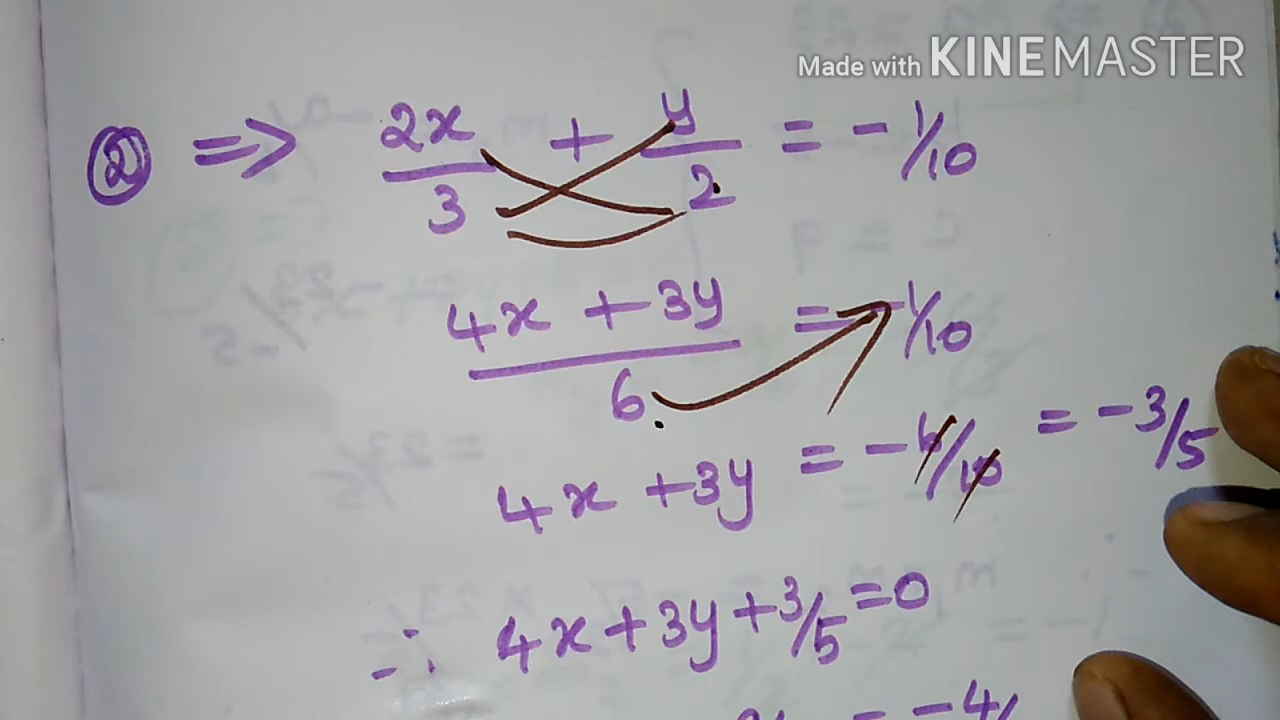 Made with KINEMASTER
② => 2x/3 + y/2 = - 1/10
4x + 3y / 6 = - 1/10
4x + 3y = - 6/10 = - 3/5
∴ 4x + 3y + 3/5 = 0
= - 4/